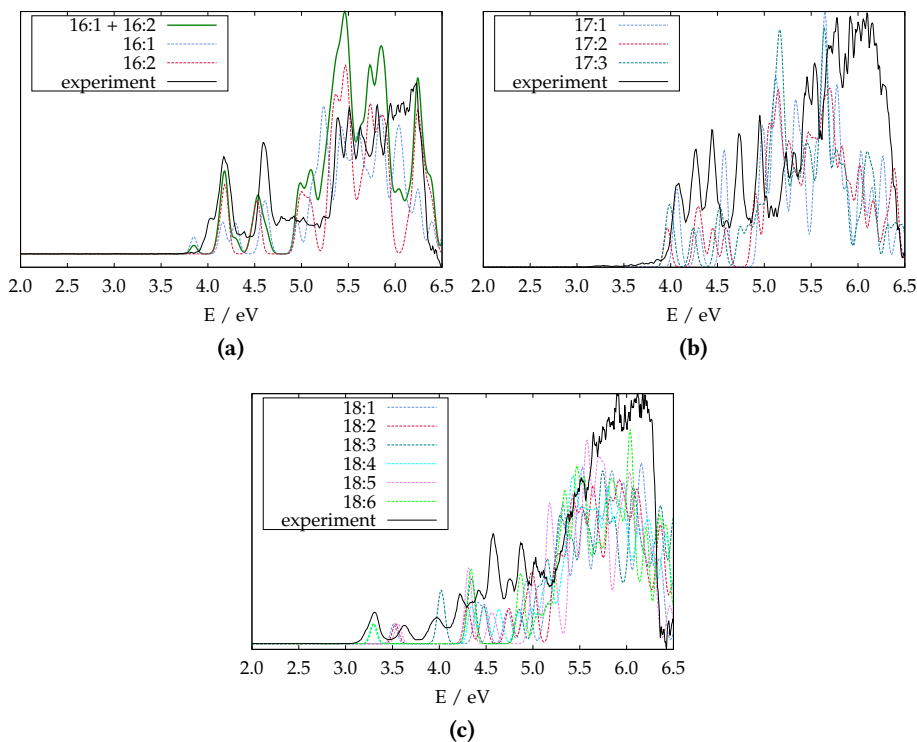 16:1 + 16:2
16:1
16:2
experiment
2.0 2.5 3.0 3.5 4.0 4.5 5.0 5.5 6.0 6.5
E / eV
(a)
17:1
17:2
17:3
experiment
2.0 2.5 3.0 3.5 4.0 4.5 5.0 5.5 6.0 6.5
E / eV
(b)
18:1
18:2
18:3
18:4
18:5
18:6
experiment
2.0 2.5 3.0 3.5 4.0 4.5 5.0 5.5 6.0 6.5
E / eV
(c)